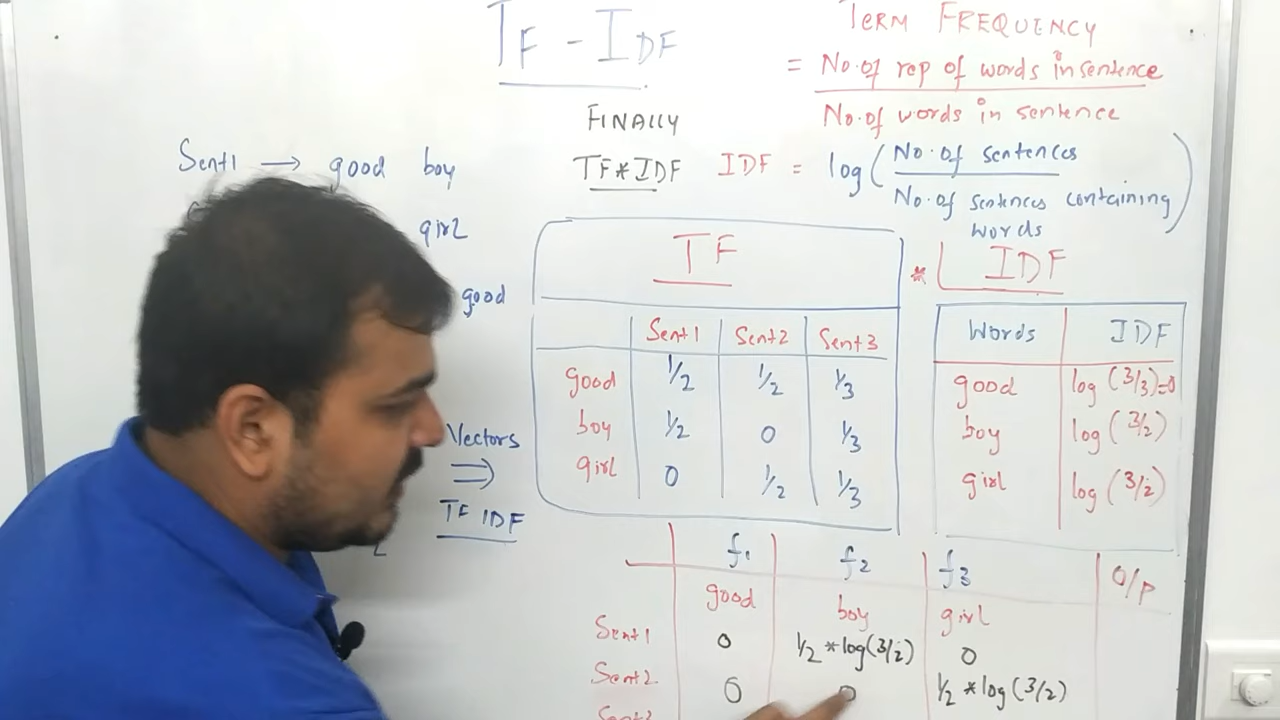 TF - IDF
TERM FREQUENCY
= No. of rep of words in sentence
No. of words in sentence
FINALLY
TF*IDF
IDF = log( No. of sentences
No. of sentences containing
words )
Sent1 → good boy
girl
good
Vectors
⇒
TF IDF
TF * IDF
Sent1 Sent2 Sent3
good 1/2 1/2 1/3
boy 1/2 0 1/3
girl 0 1/2 1/3
Words IDF
good log (3/3)=0
boy log (3/2)
girl log (3/2)
f1 f2 f3 O/P
good boy girl
Sent1 0 1/2 * log(3/2) 0
Sent2 0 0 1/2 * log(3/2)
Sent3